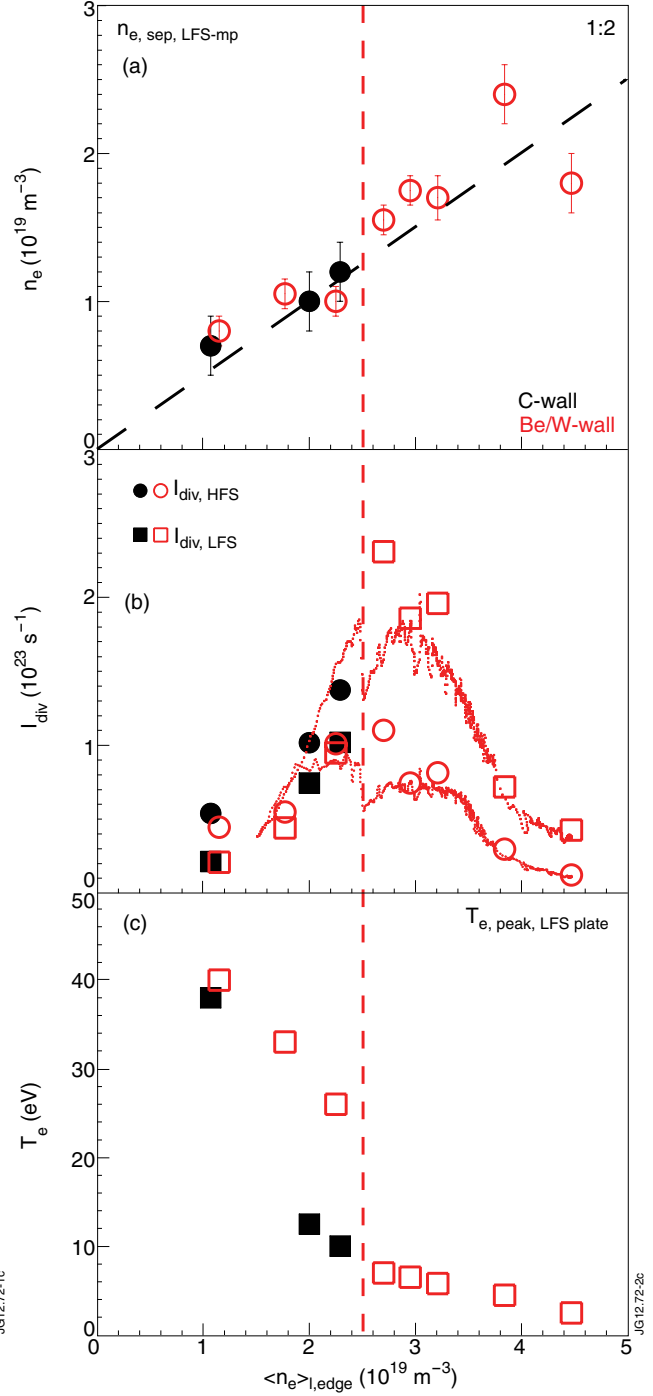 3
n_e, sep, LFS-mp 1:2
(a)
2
n_e (10^19 m^−3)
1
C-wall
Be/W-wall
0
3
I_div, HFS
I_div, LFS
2
(b)
I_div (10^23 s^−1)
1
0
50
(c) T_e, peak, LFS plate
40
30
T_e (eV)
20
10
0
0 1 2 3 4 5
<n_e>_l,edge (10^19 m^−3)
JG12.72-2c